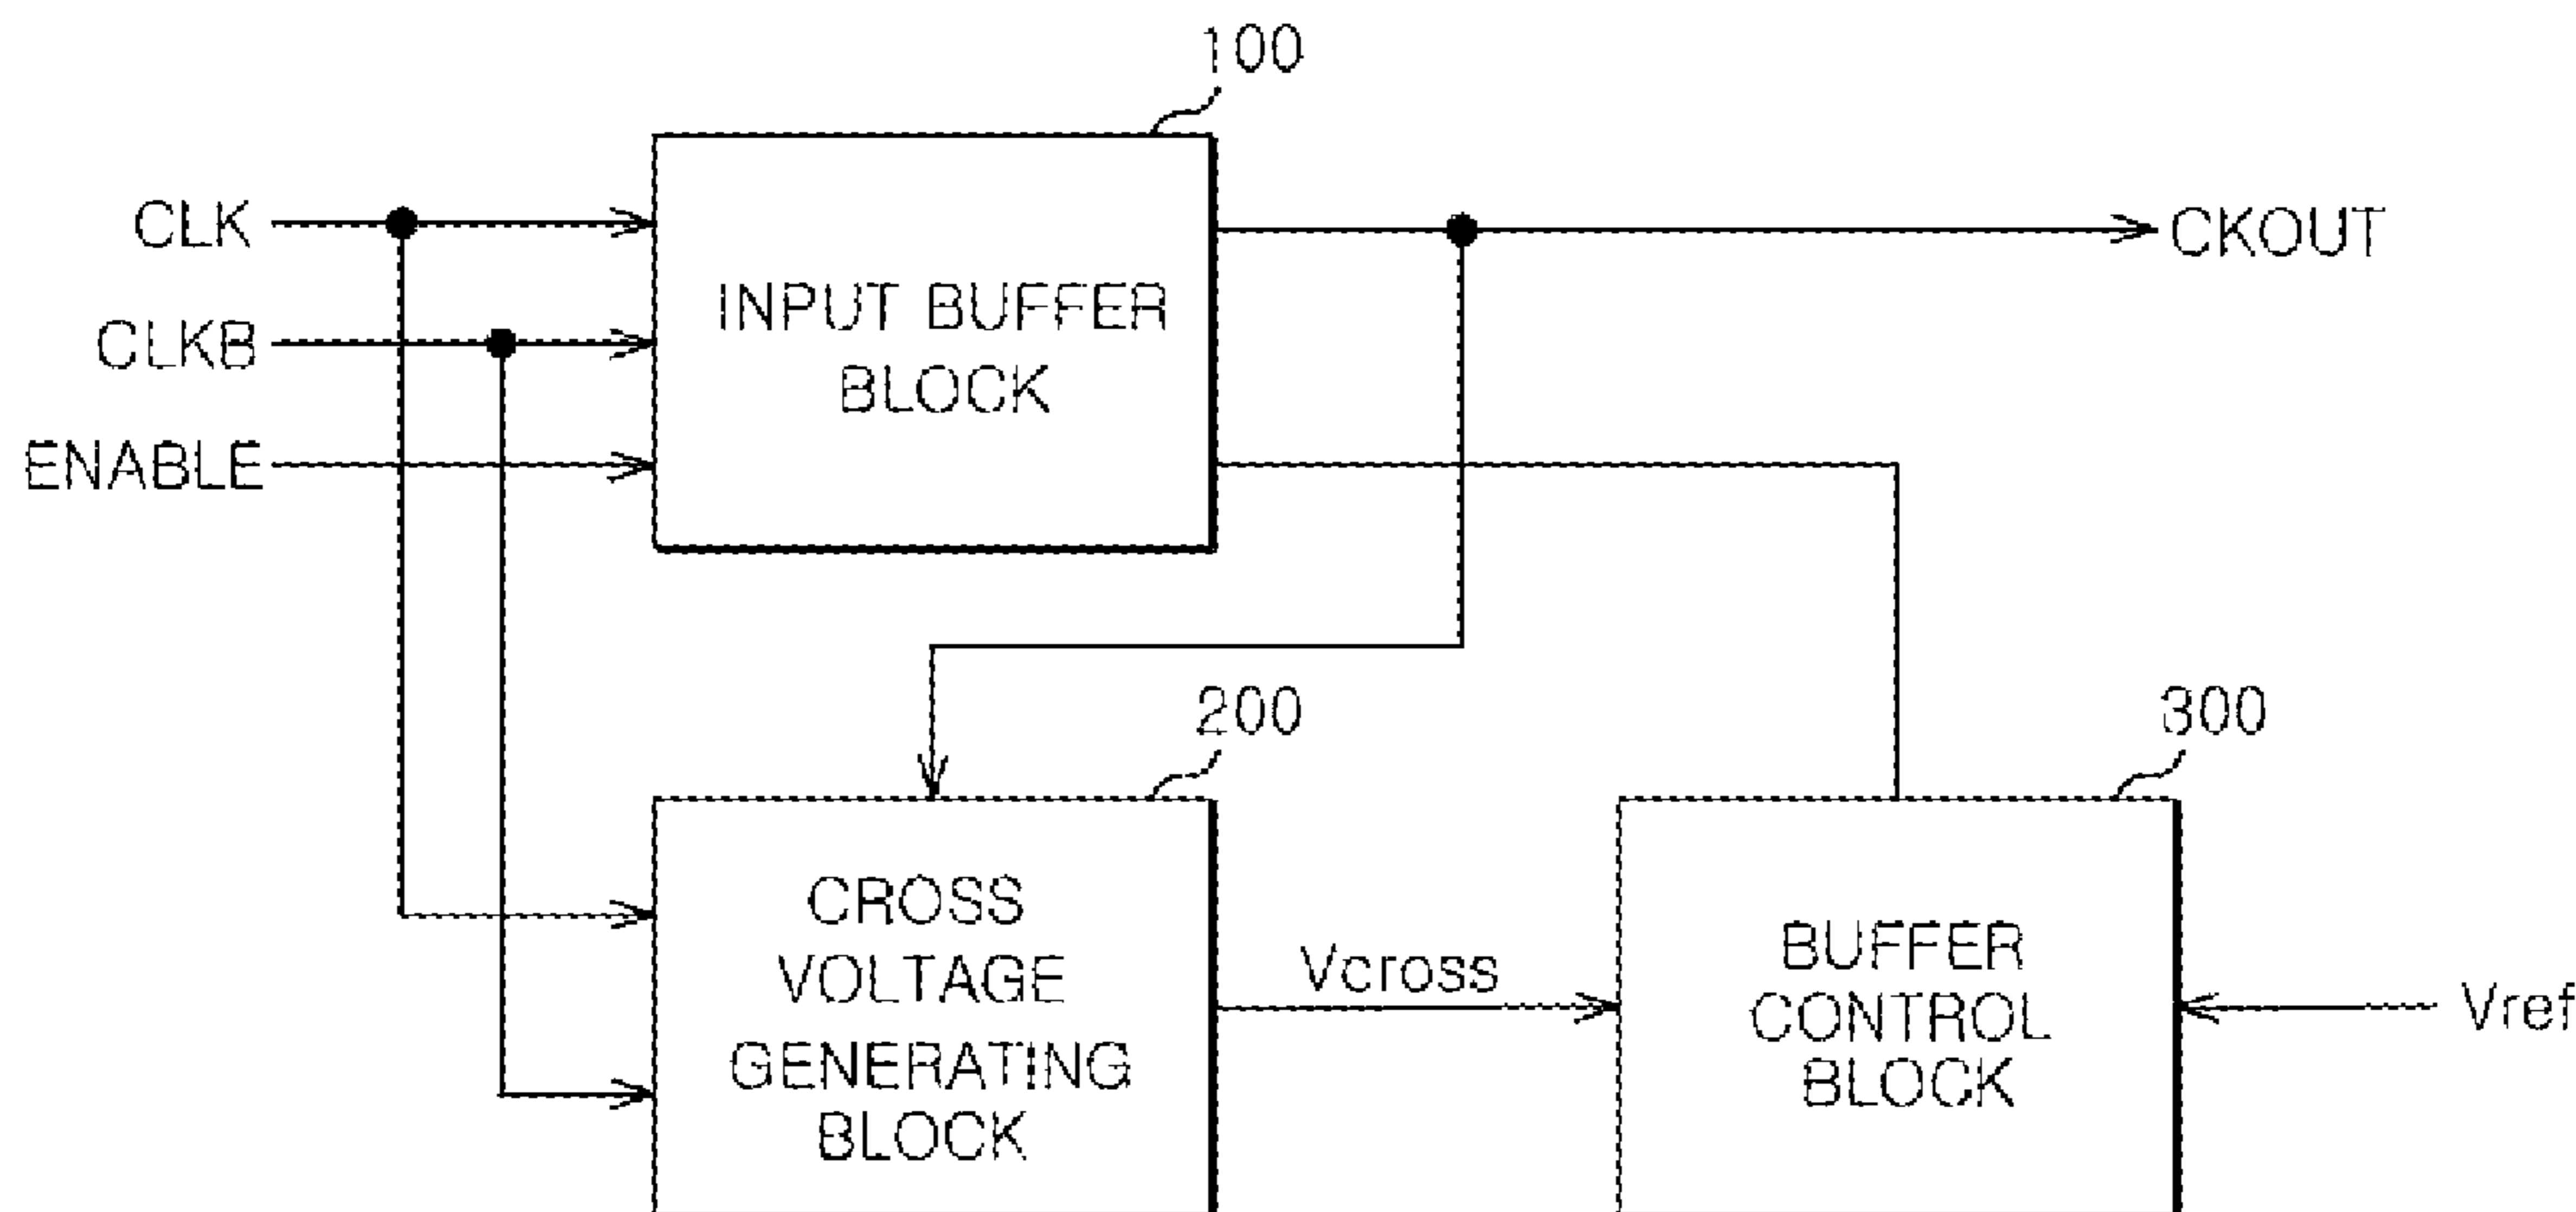 100
CLK
CLKB
ENABLE
INPUT BUFFER
BLOCK
CKOUT
200
300
CROSS
VOLTAGE
GENERATING
BLOCK
Vcross
BUFFER
CONTROL
BLOCK
Vref